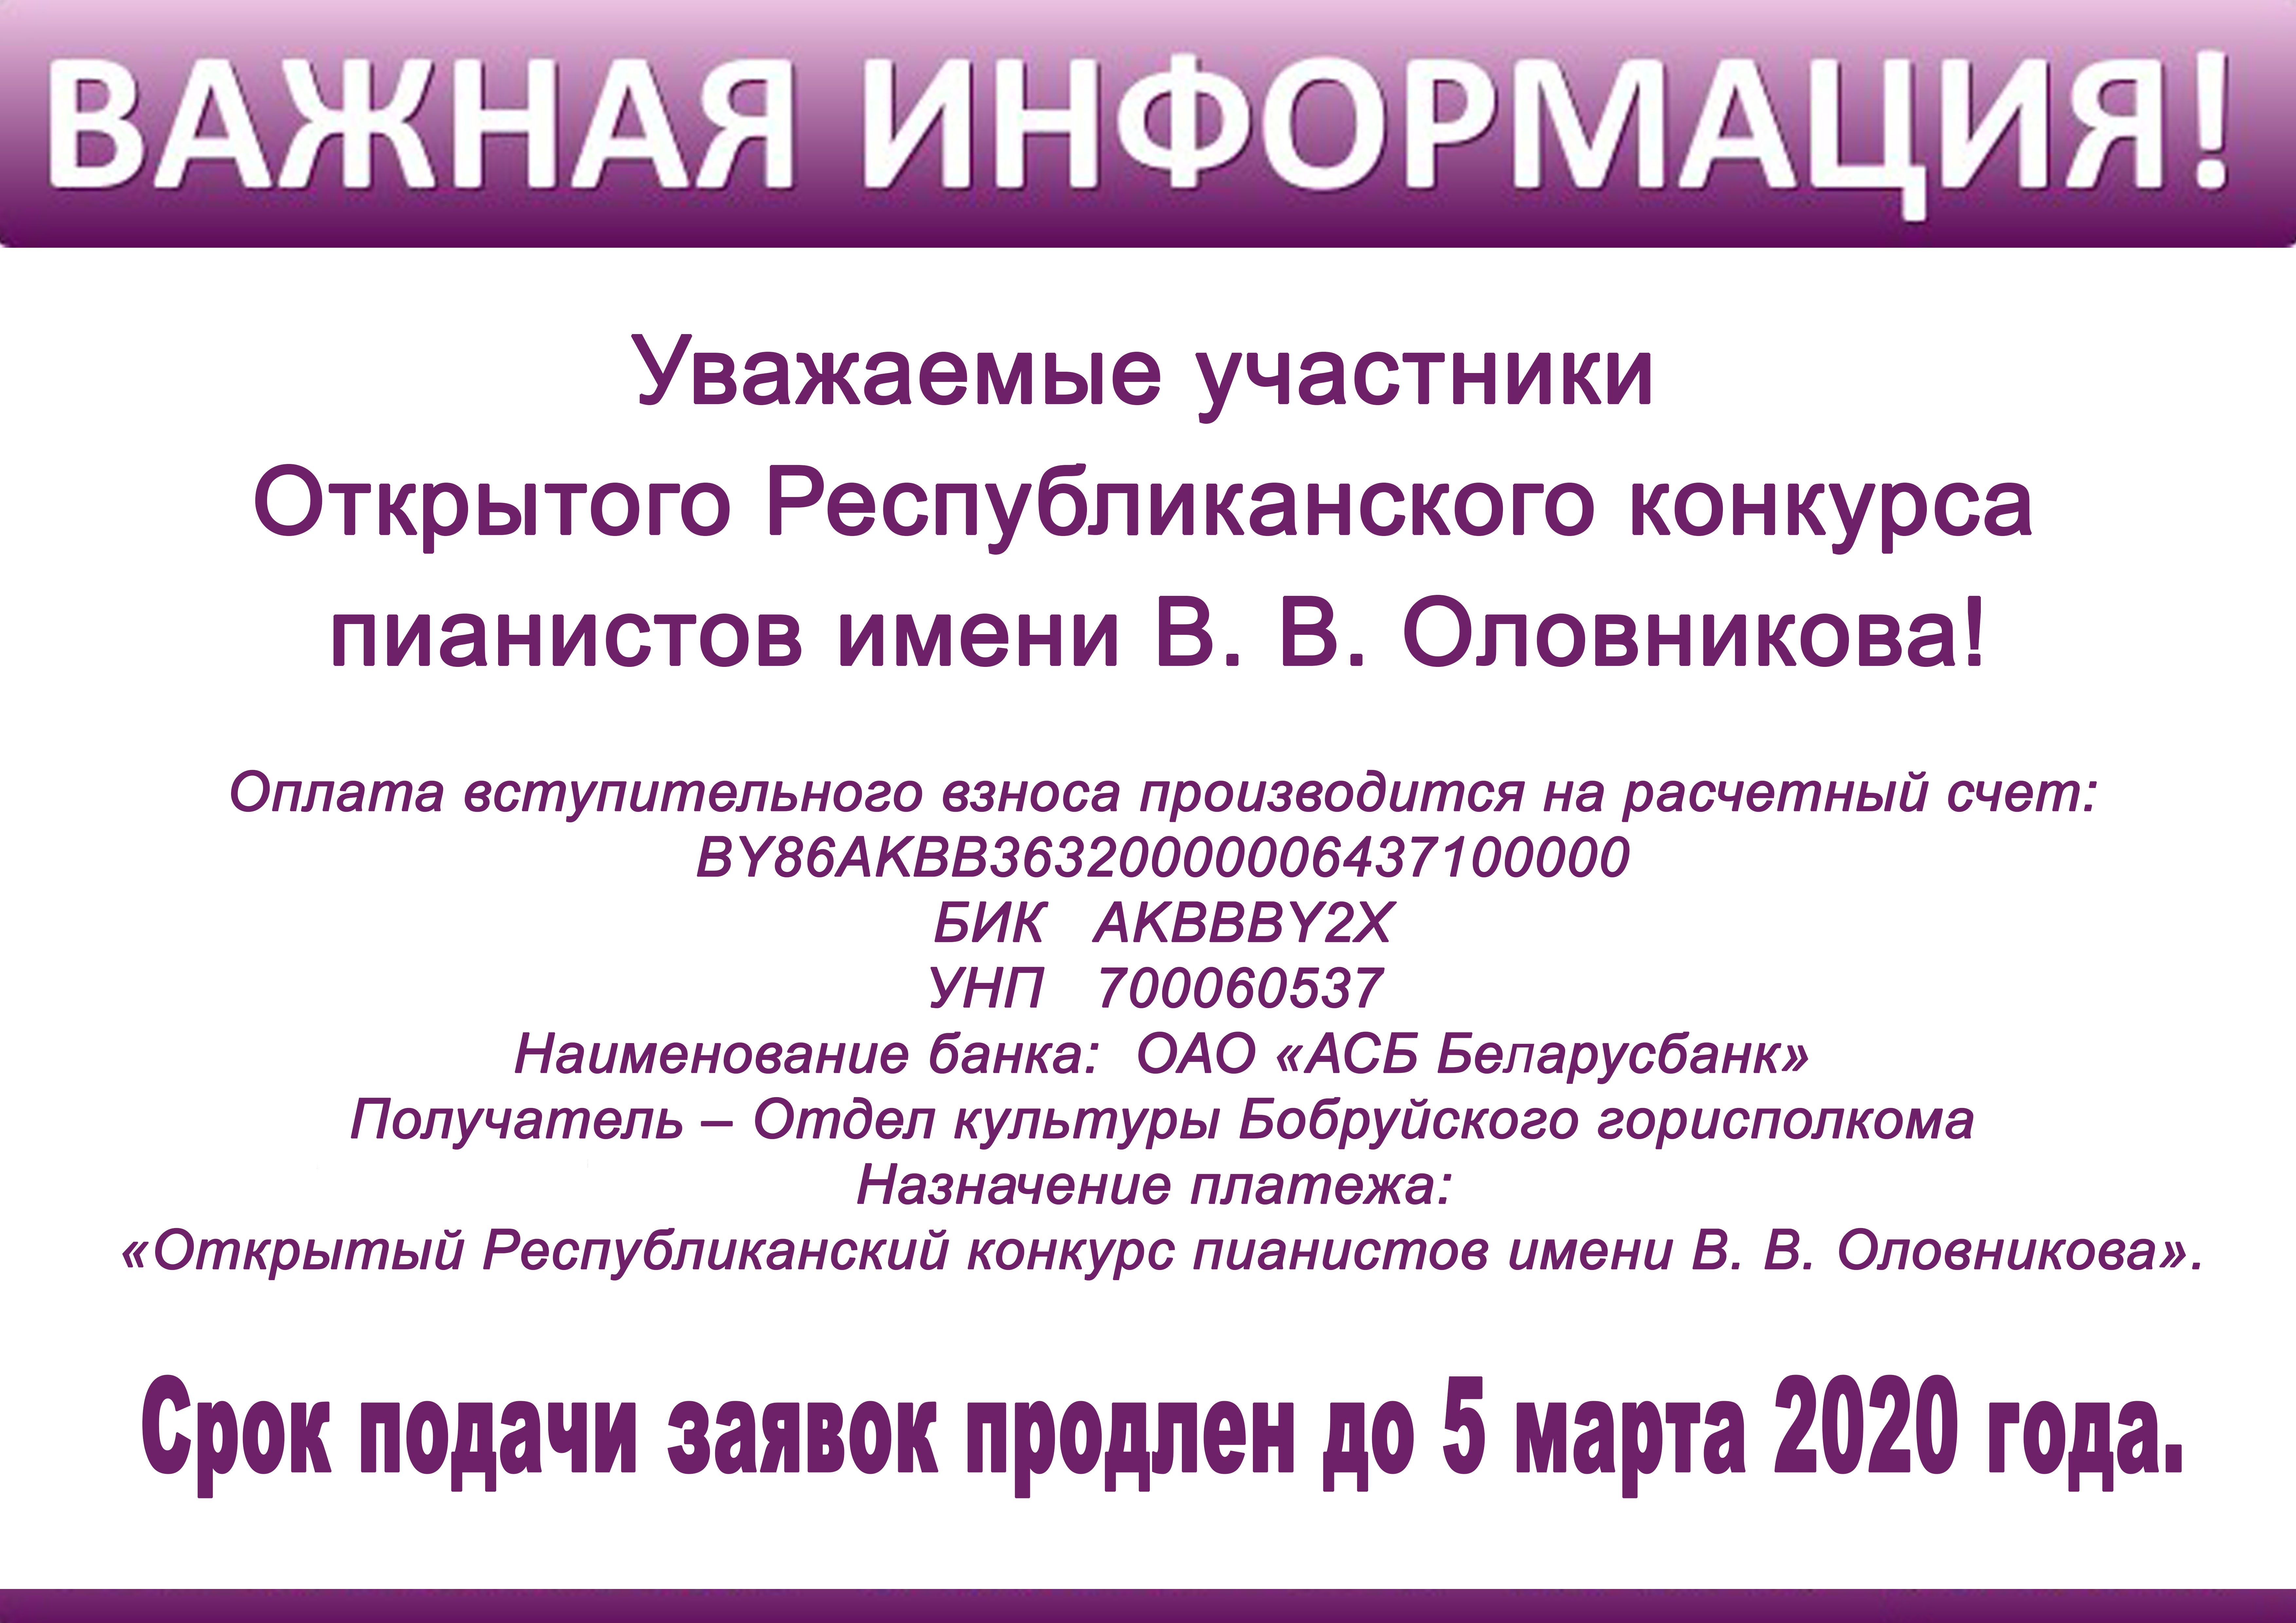 ВАЖНАЯ ИНФОРМАЦИЯ!
Уважаемые участники
Открытого Республиканского конкурса
пианистов имени В. В. Оловникова!
Оплата вступительного взноса производится на расчетный счет:
BY86AKBB36320000006437100000
БИК AKBBBY2X
УНП 700060537
Наименование банка: ОАО «АСБ Беларусбанк»
Получатель – Отдел культуры Бобруйского горисполкома
Назначение платежа:
«Открытый Республиканский конкурс пианистов имени В. В. Оловникова».
Срок подачи заявок продлен до 5 марта 2020 года.